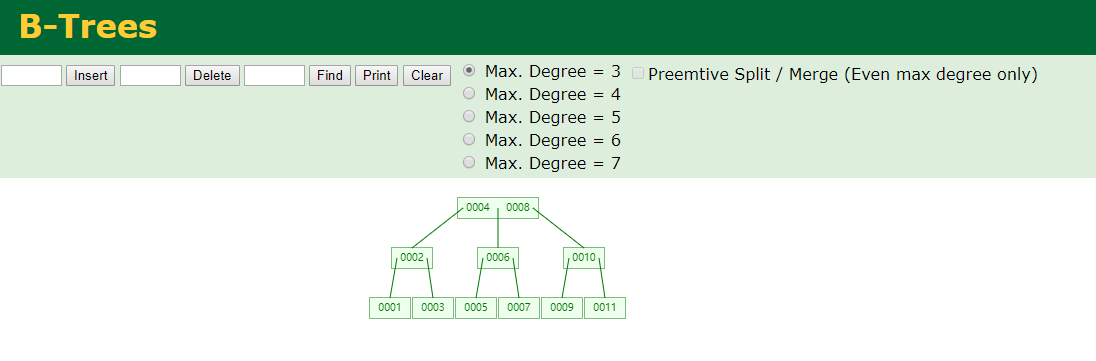 B-Trees
Insert Delete Find Print Clear Max. Degree = 3 Preemtive Split / Merge (Even max degree only)
Max. Degree = 4
Max. Degree = 5
Max. Degree = 6
Max. Degree = 7
0004 0008
0002 0006 0010
0001 0003 0005 0007 0009 0011